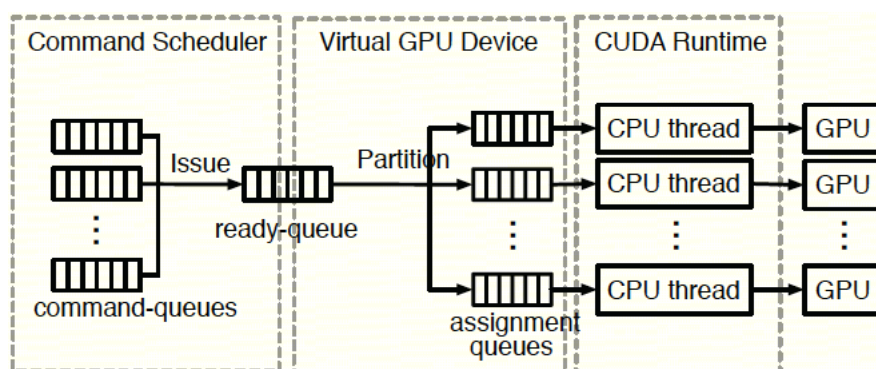 Command Scheduler
Virtual GPU Device
CUDA Runtime
Issue
Partition
ready-queue
command-queues
assignment
queues
CPU thread
GPU
CPU thread
GPU
CPU thread
GPU